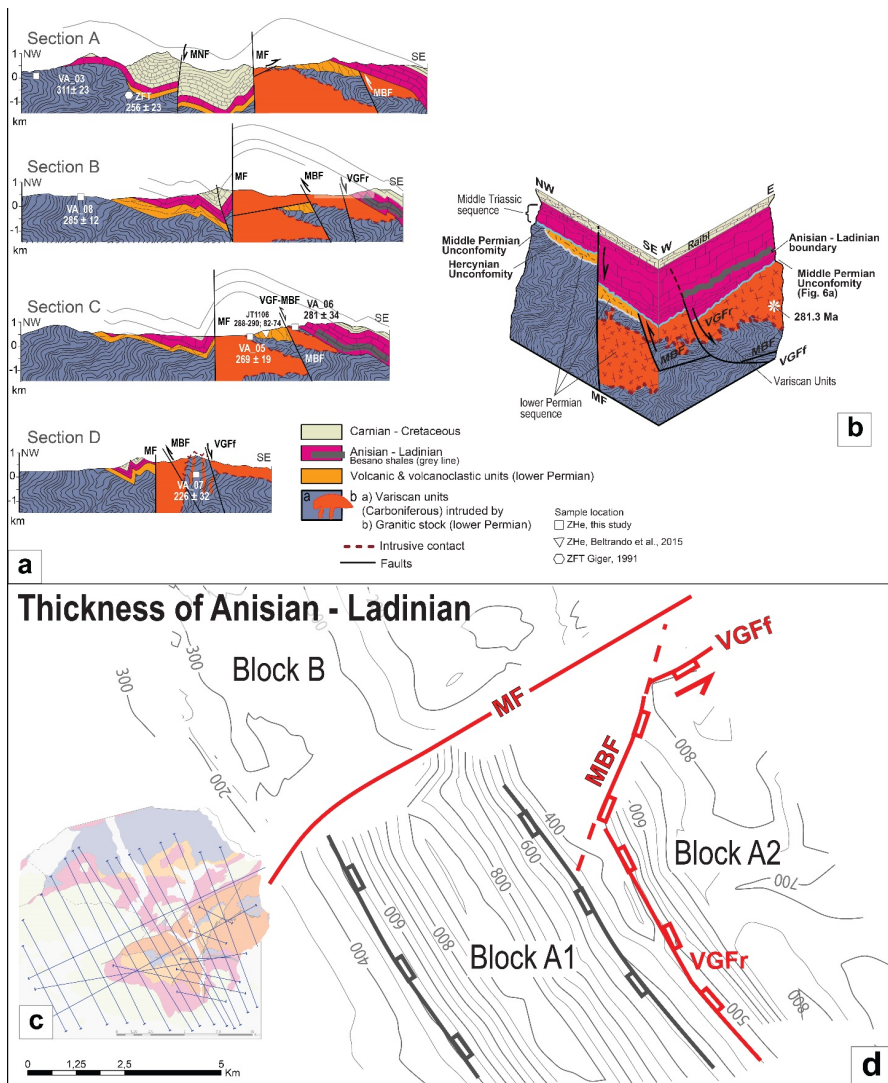 Section A
NW
MNF
MF
SE
1
0
-1
km
VA_03
311± 23
ZFT
256 ± 23
MBF
Section B
NW
MF
MBF
VGFr
SE
1
0
-1
km
VA_08
285 ± 12
Section C
NW
MF
JT1106
288-290; 82-74
VGF-MBF
VA_06
281 ± 34
SE
1
0
-1
km
VA_05
269 ± 19
MBF
Section D
NW
MF
MBF
VGFf
SE
1
0
-1
km
VA_07
226 ± 32
a
Carnian - Cretaceous
Anisian - Ladinian
Besano shales (grey line)
Volcanic & volcanoclastic units (lower Permian)
a
b
a) Variscan units
(Carboniferous) intruded by
b) Granitic stock (lower Permian)
Intrusive contact
Faults
Sample location
ZHe, this study
ZHe, Beltrando et al., 2015
ZFT Giger, 1991
NW
E
Middle Triassic
sequence
SE
W
Raibl
Middle Permian
Unconfomity
Hercynian
Unconfomity
Anisian - Ladinian
boundary
Middle Permian
Unconfomity
(Fig. 6a)
281.3 Ma
VGFr
MBF
MBF
VGFf
Variscan Units
lower Permian
sequence
MF
b
Thickness of Anisian - Ladinian
Block B
300
300
200
MF
VGFf
MBF
800
600
400
600
800
Block A2
700
600
800
400
Block A1
VGFr
500
800
c
0
1,25
2,5
5
Km
d